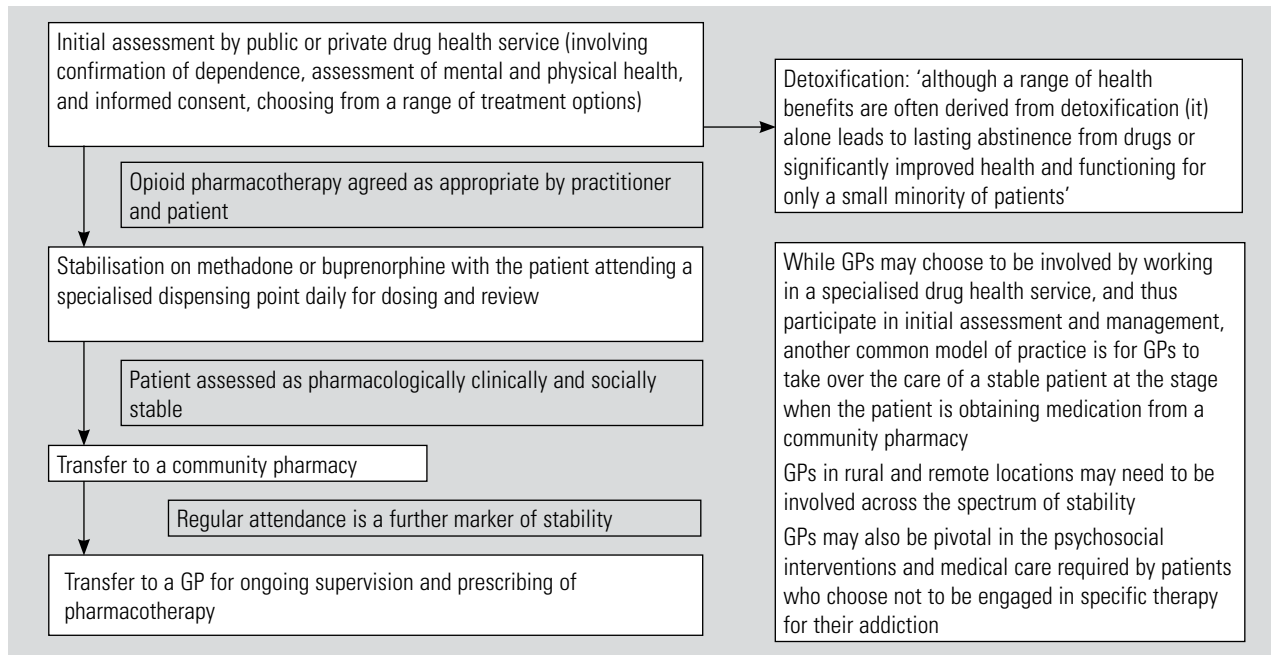 Initial assessment by public or private drug health service (involving
confirmation of dependence, assessment of mental and physical health,
and informed consent, choosing from a range of treatment options)
Opioid pharmacotherapy agreed as appropriate by practitioner
and patient
Stabilisation on methadone or buprenorphine with the patient attending a
specialised dispensing point daily for dosing and review
Patient assessed as pharmacologically clinically and socially
stable
Transfer to a community pharmacy
Regular attendance is a further marker of stability
Transfer to a GP for ongoing supervision and prescribing of
pharmacotherapy
Detoxification: ‘although a range of health
benefits are often derived from detoxification (it)
alone leads to lasting abstinence from drugs or
significantly improved health and functioning for
only a small minority of patients’
While GPs may choose to be involved by working
in a specialised drug health service, and thus
participate in initial assessment and management,
another common model of practice is for GPs to
take over the care of a stable patient at the stage
when the patient is obtaining medication from a
community pharmacy
GPs in rural and remote locations may need to be
involved across the spectrum of stability
GPs may also be pivotal in the psychosocial
interventions and medical care required by patients
who choose not to be engaged in specific therapy
for their addiction